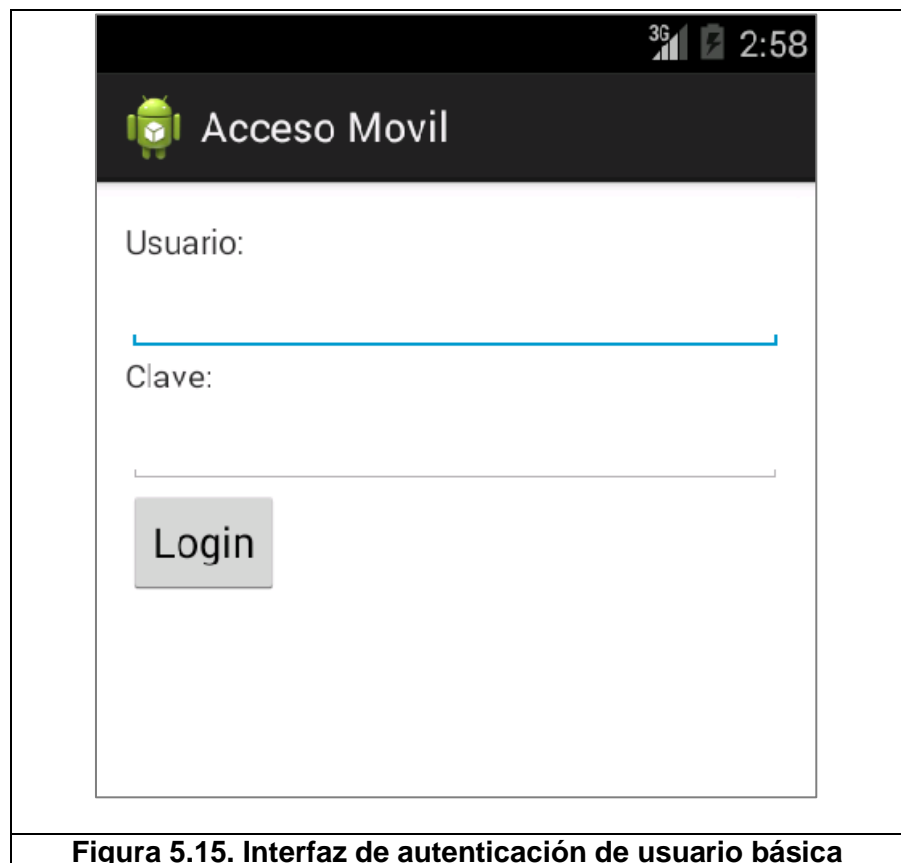 3G 2:58
Acceso Movil
Usuario:
Clave:
Login
Figura 5.15. Interfaz de autenticación de usuario básica